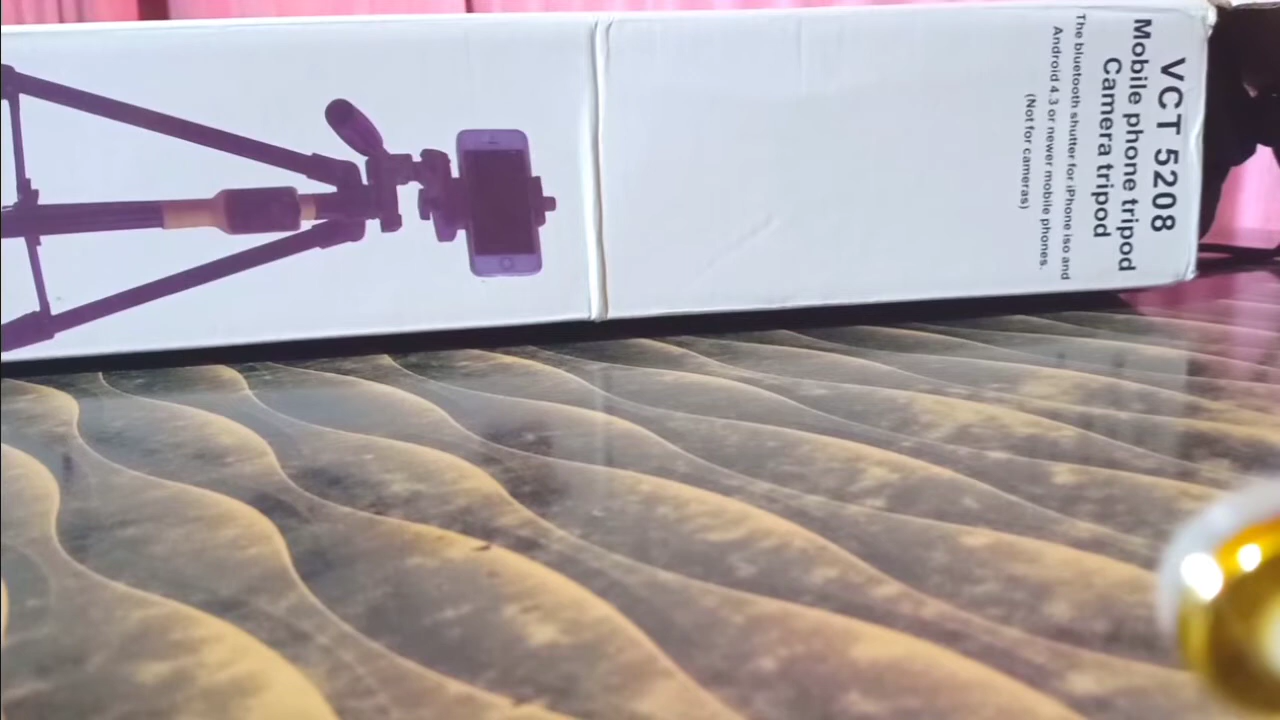 VCT 5208
Mobile phone tripod
Camera tripod
The bluetooth shutter for iPhone iso and
Android 4.3 or newer mobile phones.
(Not for cameras)